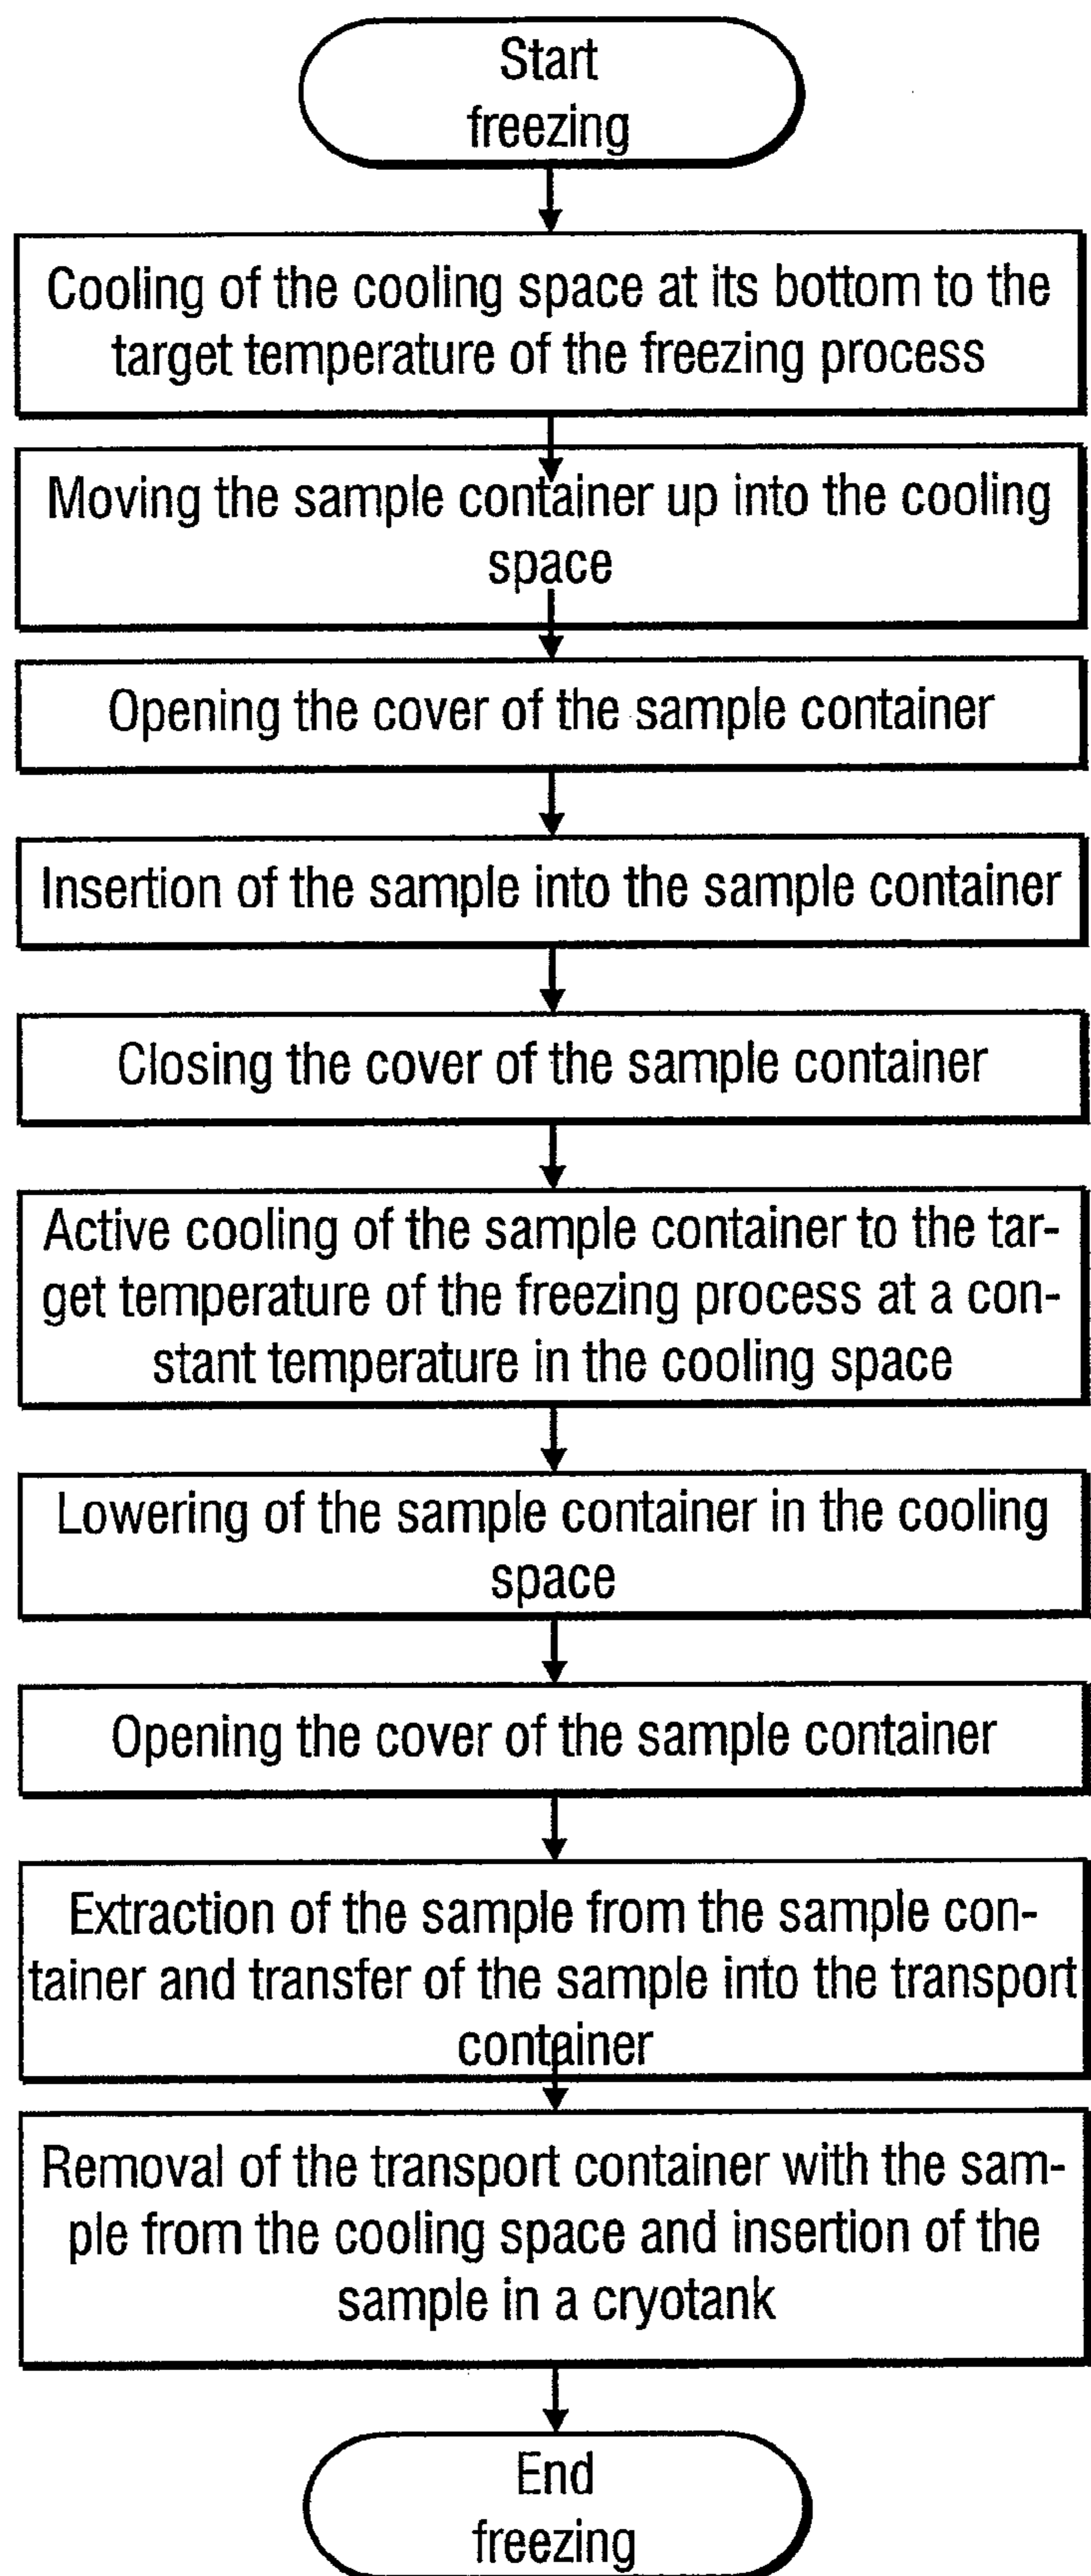 Start
freezing
Cooling of the cooling space at its bottom to the
target temperature of the freezing process
Moving the sample container up into the cooling
space
Opening the cover of the sample container
Insertion of the sample into the sample container
Closing the cover of the sample container
Active cooling of the sample container to the tar-
get temperature of the freezing process at a con-
stant temperature in the cooling space
Lowering of the sample container in the cooling
space
Opening the cover of the sample container
Extraction of the sample from the sample con-
tainer and transfer of the sample into the transport
container
Removal of the transport container with the sam-
ple from the cooling space and insertion of the
sample in a cryotank
End
freezing